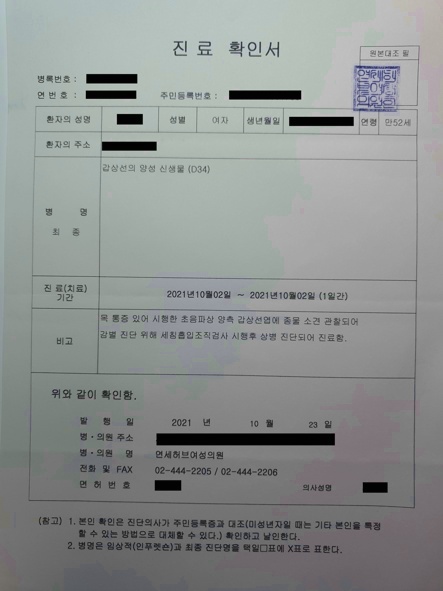 진 료 확인서
원본대조 필
병록번호 :
연 번 호 :
주민등록번호 :
환자의 성명
성별
여자
생년월일
연령
만52세
환자의 주소
병 명
최 종
갑상선의 양성 신생물 (D34)
진 료(치료)
기간
2021년10월02일 ~ 2021년10월02일 (1일간)
비고
목 통증 있어 시행한 초음파상 양측 갑상선엽에 종물 소견 관찰되어
감별 진단 위해 세침흡입조직검사 시행후 상병 진단되어 진료함.
위와 같이 확인함.
발 행 일 2021 년 10 월 23 일
병·의원 주소
병·의원 명 연세허브여성의원
전화 및 FAX 02-444-2205 / 02-444-2206
면 허 번 호
의사성명
(참고) 1. 본인 확인은 진단의사가 주민등록증과 대조(미성년자일 때는 기타 본인을 특정
할 수 있는 방법으로 대체할 수 있다.) 확인하고 날인한다.
2. 병명은 임상적(인푸렛숀)과 최종 진단명을 택일□표에 X표로 표한다.